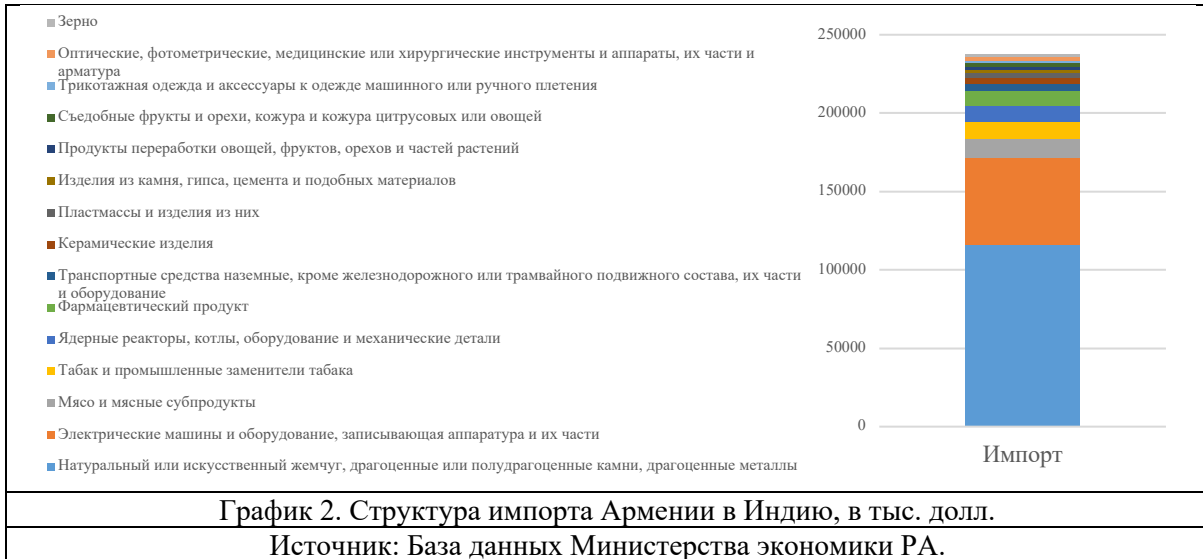 Зерно
Оптические, фотометрические, медицинские или хирургические инструменты и аппараты, их части и
арматура
Трикотажная одежда и аксессуары к одежде машинного или ручного плетения
Съедобные фрукты и орехи, кожура и кожура цитрусовых или овощей
Продукты переработки овощей, фруктов, орехов и частей растений
Изделия из камня, гипса, цемента и подобных материалов
Пластмассы и изделия из них
Керамические изделия
Транспортные средства наземные, кроме железнодорожного или трамвайного подвижного состава, их части
и оборудование
Фармацевтический продукт
Ядерные реакторы, котлы, оборудование и механические детали
Табак и промышленные заменители табака
Мясо и мясные субпродукты
Электрические машины и оборудование, записывающая аппаратура и их части
Натуральный или искусственный жемчуг, драгоценные или полудрагоценные камни, драгоценные металлы
250000
200000
150000
100000
50000
0
Импорт
График 2. Структура импорта Армении в Индию, в тыс. долл.
Источник: База данных Министерства экономики РА.